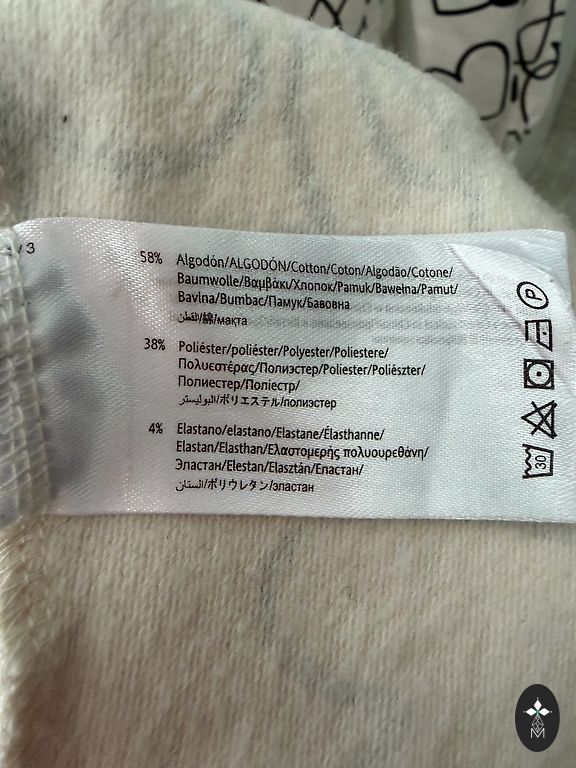 / 3
58% Algodón/ALGODÓN/Cotton/Coton/Algodão/Cotone/
Baumwolle/Βαμβάκι/Хлопок/Pamuk/Bawełna/Pamut/
Bavlna/Bumbac/Памук/Бавовна
القطن/綿/мақта
38% Poliéster/poliéster/Polyester/Poliestere/
Πολυεστέρας/Полиэстер/Poliester/Poliészter/
Полиестер/Поліестр/
البوليستر/ポリエステル/полиэстер
4% Elastano/elastano/Elastane/Élasthanne/
Elastan/Elasthan/Ελαστομερής πολυουρεθάνη/
Эластан/Elestan/Elasztán/Еластан/
الستان/ポリウレタン/эластан
P
30
M